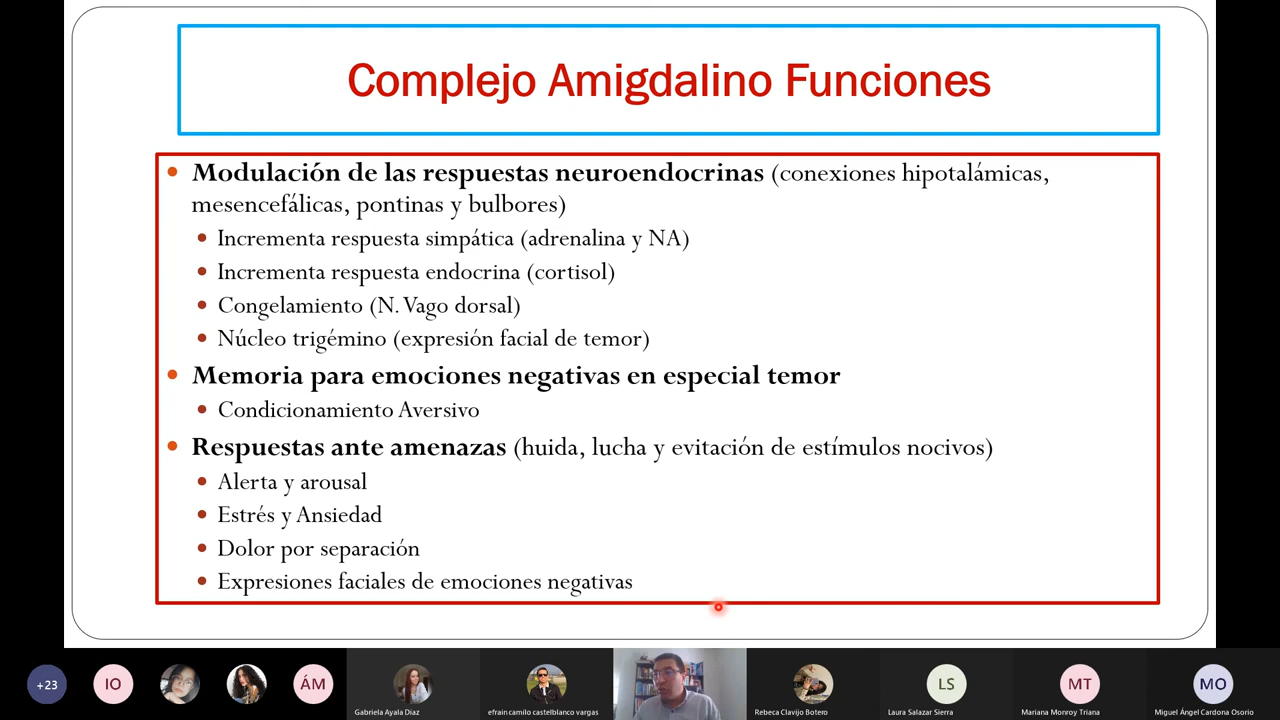 Complejo Amigdalino Funciones
• Modulación de las respuestas neuroendocrinas (conexiones hipotalámicas,
mesencefálicas, pontinas y bulbores)
• Incrementa respuesta simpática (adrenalina y NA)
• Incrementa respuesta endocrina (cortisol)
• Congelamiento (N. Vago dorsal)
• Núcleo trigémino (expresión facial de temor)
• Memoria para emociones negativas en especial temor
• Condicionamiento Aversivo
• Respuestas ante amenazas (huida, lucha y evitación de estímulos nocivos)
• Alerta y arousal
• Estrés y Ansiedad
• Dolor por separación
• Expresiones faciales de emociones negativas
+23
IO
ÁM
LS
MT
MO
Gabriela Ayala Diaz
efrain camilo castelblanco vargas
Rebeca Clavijo Botero
Laura Salazar Sierra
Mariana Monroy Triana
Miguel Ángel Cardona Osorio